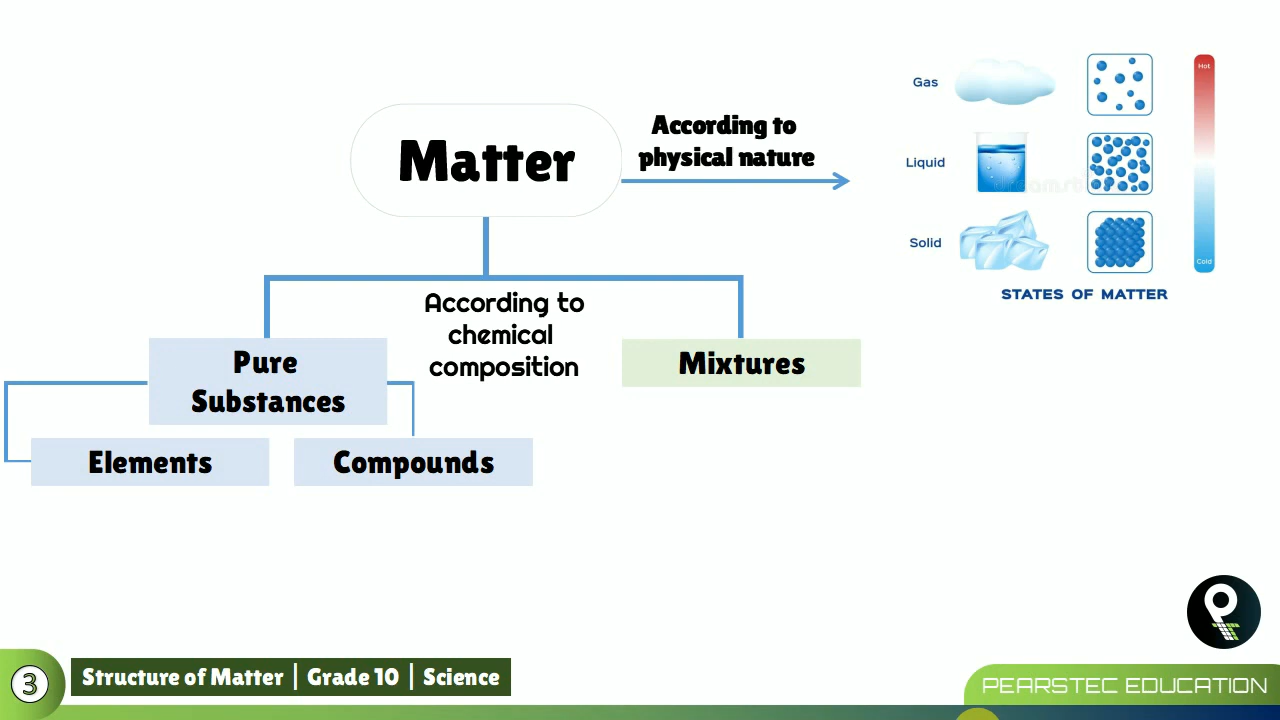 Matter
According to
physical nature
Gas
Liquid
Solid
Hot
Cold
STATES OF MATTER
According to
chemical
composition
Pure
Substances
Mixtures
Elements
Compounds
3
Structure of Matter | Grade 10 | Science
PEARSTEC EDUCATION